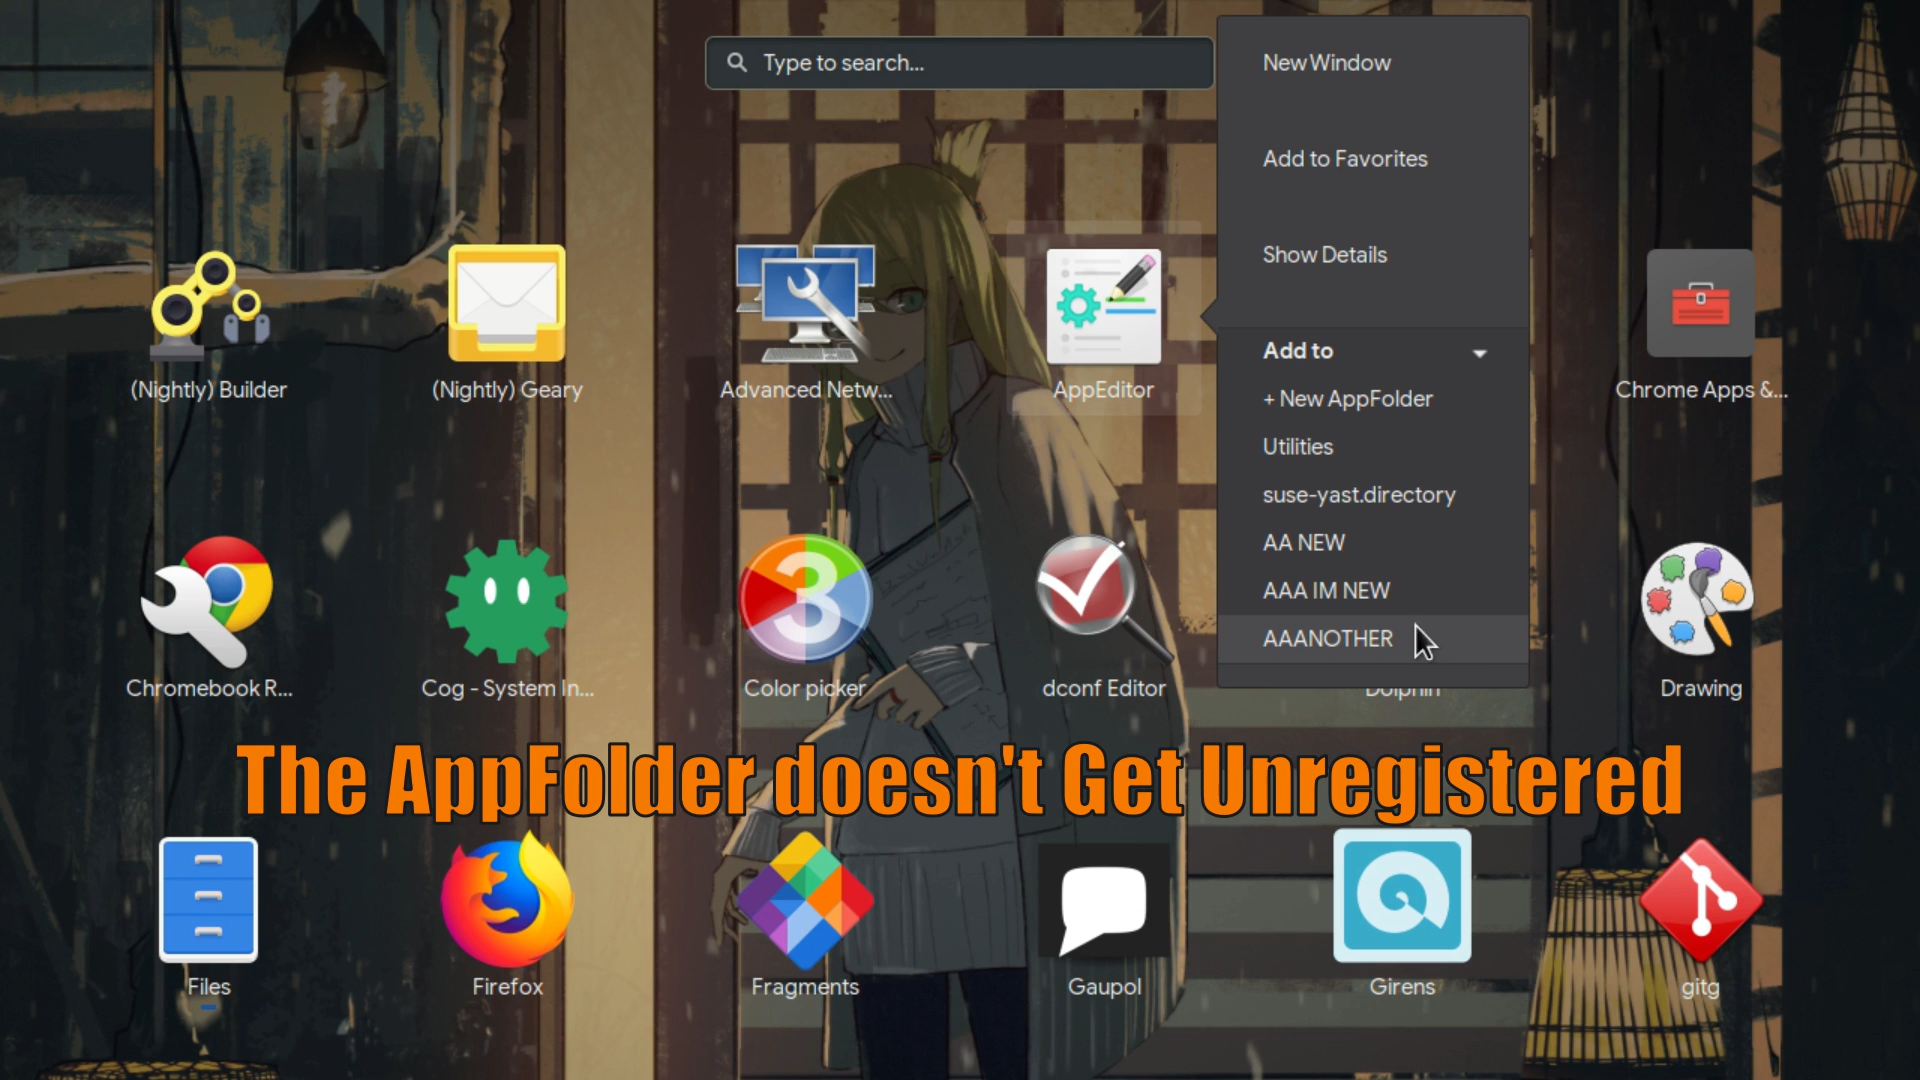 Type to search...
New Window
Add to Favorites
Show Details
Add to
+ New AppFolder
Utilities
suse-yast.directory
AA NEW
AAA IM NEW
AAANOTHER
(Nightly) Builder
(Nightly) Geary
Advanced Netw...
AppEditor
Chrome Apps &...
Chromebook R...
Cog - System In...
Color picker
dconf Editor
Dolphin
Drawing
3
The AppFolder doesn't Get Unregistered
Files
Firefox
Fragments
Gaupol
Girens
gitg